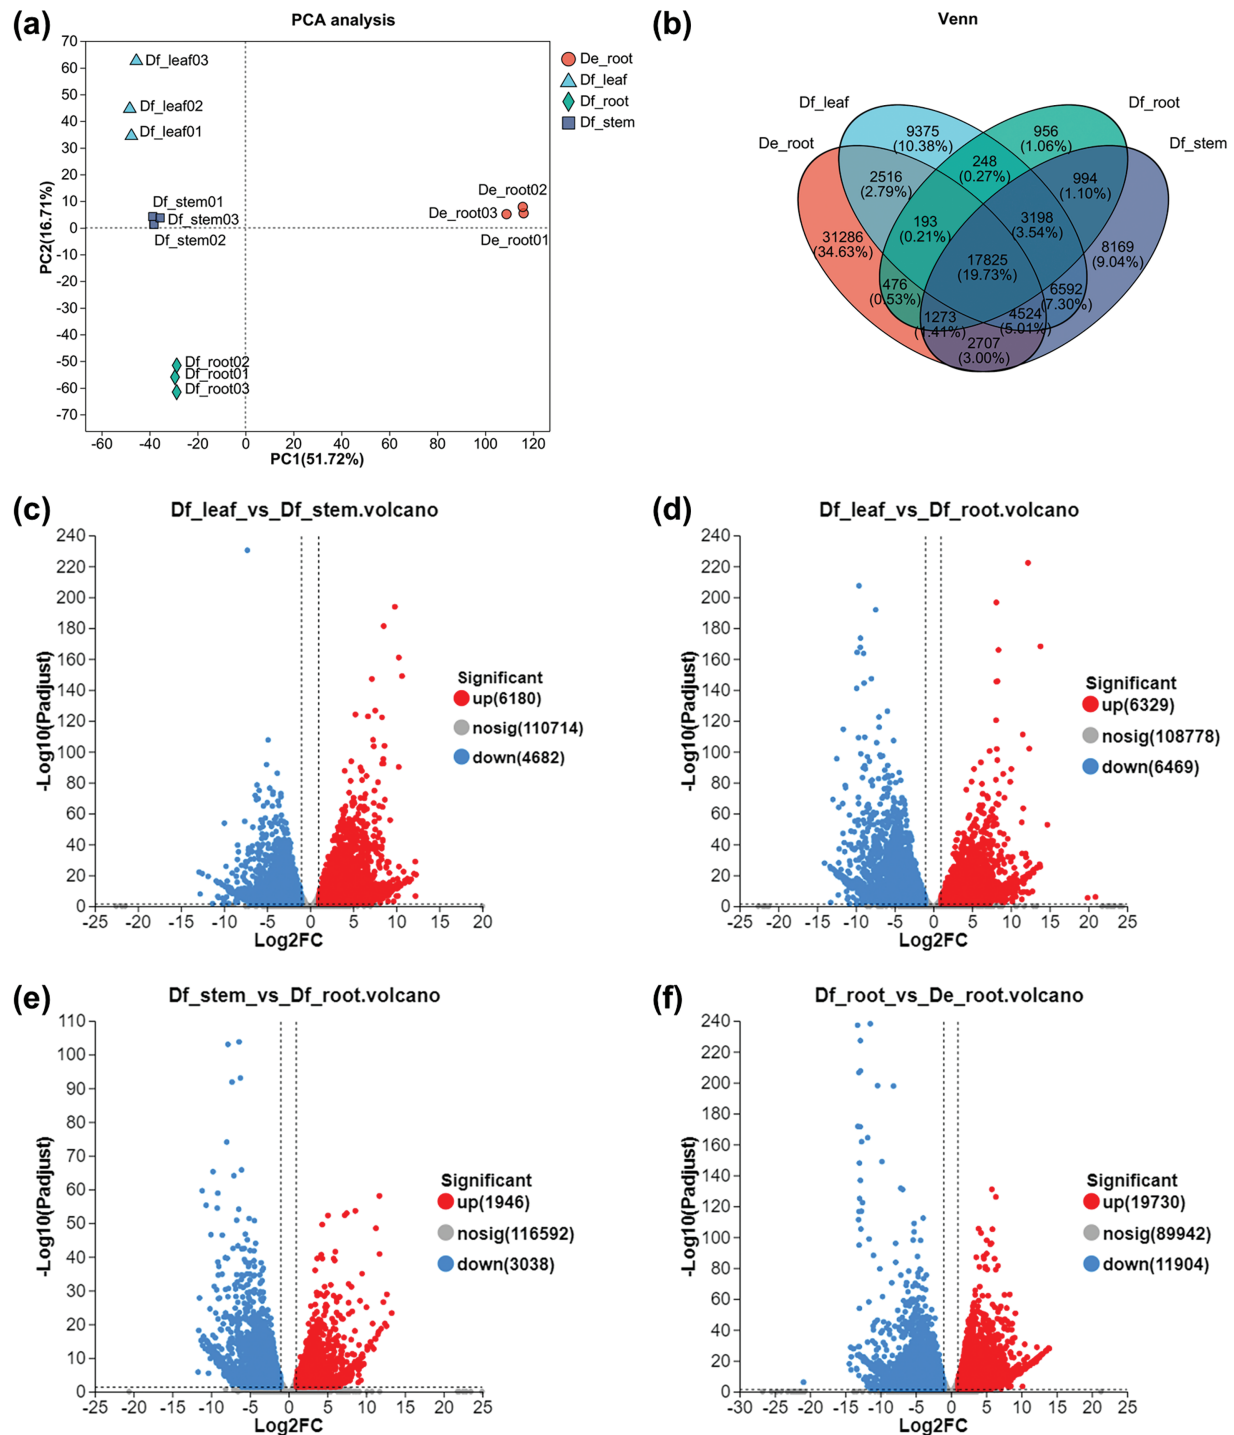 (a)
PCA analysis
70
60
50
40
30
20
10
0
-10
-20
-30
-40
-50
-60
-70
PC2(16.71%)
Df_leaf03
Df_leaf02
Df_leaf01
Df_stem01
Df_stem03
Df_stem02
De_root02
De_root03
De_root01
Df_root02
Df_root01
Df_root03
-60 -40 -20 0 20 40 60 80 100 120
PC1(51.72%)
De_root
Df_leaf
Df_root
Df_stem
(b)
Venn
Df_leaf
Df_root
De_root
Df_stem
9375
(10.38%)
956
(1.06%)
248
(0.27%)
2516
(2.79%)
994
(1.10%)
193
(0.21%)
3198
(3.54%)
31286
(34.63%)
8169
(9.04%)
17825
(19.73%)
476
(0.53%)
6592
(7.30%)
1273
(1.41%)
4524
(5.01%)
2707
(3.00%)
(c)
Df_leaf_vs_Df_stem.volcano
240
220
200
180
160
140
120
100
80
60
40
20
0
-Log10(Padjust)
-25 -20 -15 -10 -5 0 5 10 15 20
Log2FC
Significant
up(6180)
nosig(110714)
down(4682)
(d)
Df_leaf_vs_Df_root.volcano
240
220
200
180
160
140
120
100
80
60
40
20
0
-Log10(Padjust)
-25 -20 -15 -10 -5 0 5 10 15 20 25
Log2FC
Significant
up(6329)
nosig(108778)
down(6469)
(e)
Df_stem_vs_Df_root.volcano
110
100
90
80
70
60
50
40
30
20
10
0
-Log10(Padjust)
-25 -20 -15 -10 -5 0 5 10 15 20 25
Log2FC
Significant
up(1946)
nosig(116592)
down(3038)
(f)
Df_root_vs_De_root.volcano
240
220
200
180
160
140
120
100
80
60
40
20
0
-Log10(Padjust)
-30 -25 -20 -15 -10 -5 0 5 10 15 20 25
Log2FC
Significant
up(19730)
nosig(89942)
down(11904)